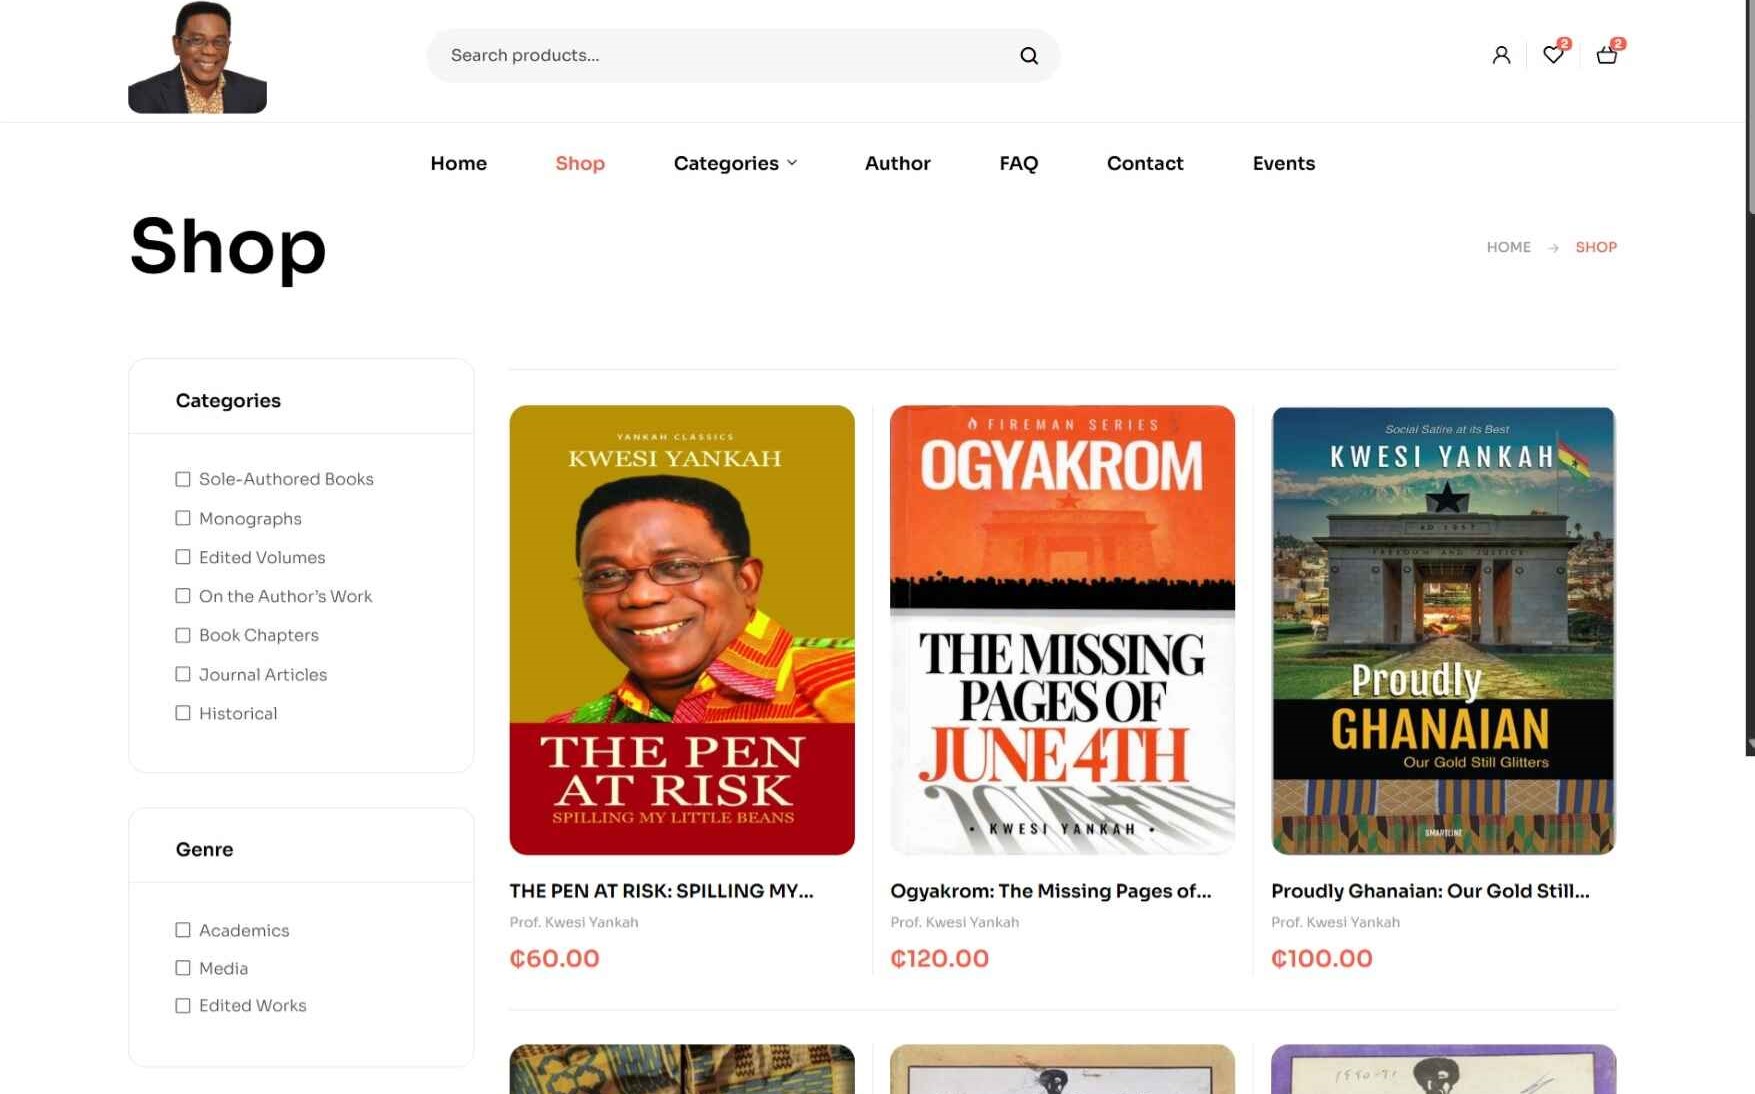 Search products...
2
2
Home
Shop
Categories
Author
FAQ
Contact
Events
Shop
HOME → SHOP
Categories
Sole-Authored Books
Monographs
Edited Volumes
On the Author’s Work
Book Chapters
Journal Articles
Historical
Genre
Academics
Media
Edited Works
YANKAH CLASSICS
KWESI YANKAH
THE PEN
AT RISK
SPILLING MY LITTLE BEANS
THE PEN AT RISK: SPILLING MY...
Prof. Kwesi Yankah
₵60.00
FIREMAN SERIES
OGYAKROM
THE MISSING
PAGES OF
JUNE 4TH
• KWESI YANKAH •
Ogyakrom: The Missing Pages of...
Prof. Kwesi Yankah
₵120.00
Social Satire at its Best
KWESI YANKAH
AD 1957
FREEDOM AND JUSTICE
Proudly
GHANAIAN
Our Gold Still Glitters
SMARTLINE
Proudly Ghanaian: Our Gold Still...
Prof. Kwesi Yankah
₵100.00